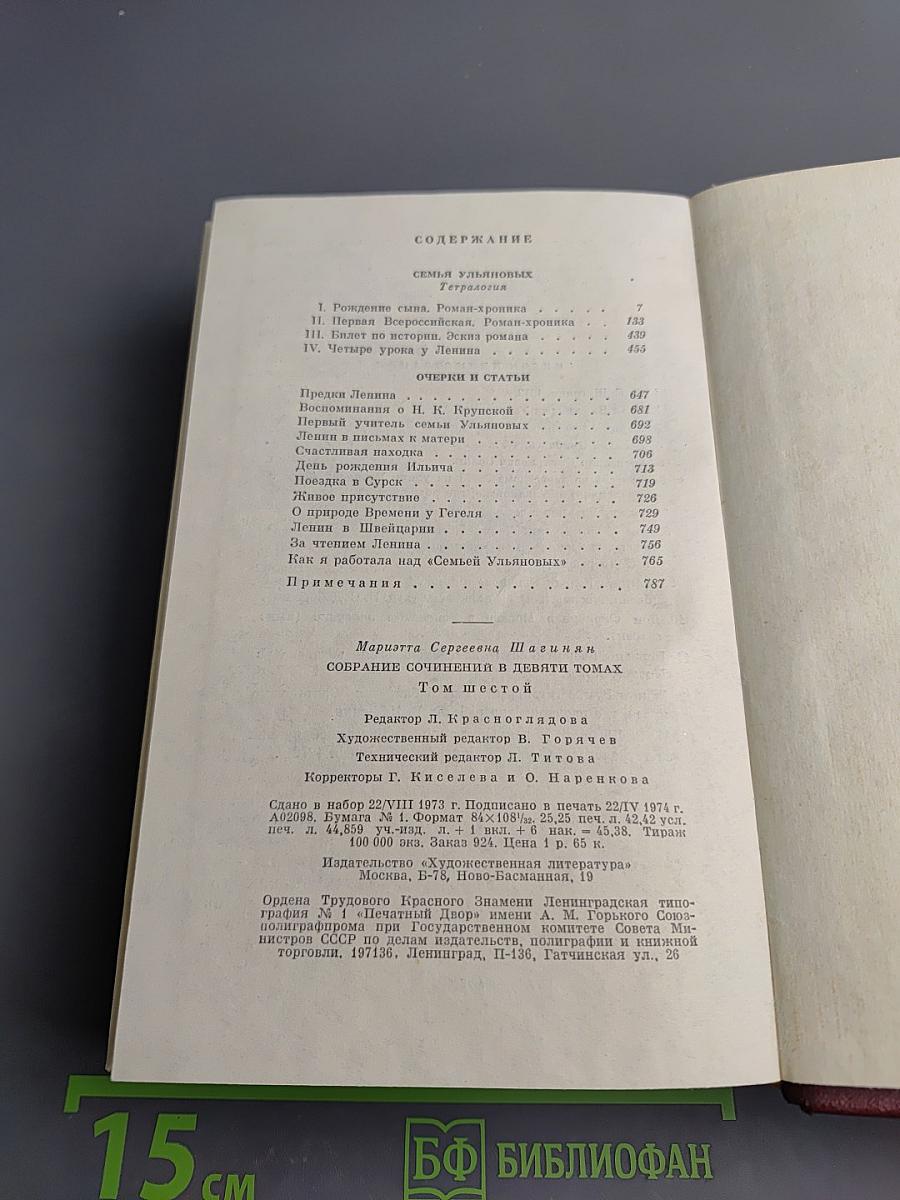 СОДЕРЖАНИЕ
СЕМЬЯ УЛЬЯНОВЫХ
Тетралогия
I. Рождение сына. Роман-хроника . . . . . 7
II. Первая Всероссийская. Роман-хроника . . 133
III. Билет по истории. Эскиз романа . . . . . 439
IV. Четыре урока у Ленина . . . . . . . . 455
ОЧЕРКИ И СТАТЬИ
Предки Ленина . . . . . . . . . . . . . . 647
Воспоминания о Н. К. Крупской . . . . . . 681
Первый учитель семьи Ульяновых . . . . . 692
Ленин в письмах к матери . . . . . . . . . 698
Счастливая находка . . . . . . . . . . . . 706
День рождения Ильича . . . . . . . . . . 713
Поездка в Сурск . . . . . . . . . . . . . 719
Живое присутствие . . . . . . . . . . . . 726
О природе Времени у Гегеля . . . . . . . . 729
Ленин в Швейцарии . . . . . . . . . . . . 749
За чтением Ленина . . . . . . . . . . . . . 756
Как я работала над «Семьей Ульяновых» . . . 765
Примечания . . . . . . . . . . . . . . 787
Мариэтта Сергеевна Шагинян
СОБРАНИЕ СОЧИНЕНИЙ В ДЕВЯТИ ТОМАХ
Том шестой
Редактор Л. Красноглядова
Художественный редактор В. Горячев
Технический редактор Л. Титова
Корректоры Г. Киселева и О. Наренкова
Сдано в набор 22/VIII 1973 г. Подписано в печать 22/IV 1974 г.
А02098. Бумага № 1. Формат 84×108¹/₃₂. 25,25 печ. л. 42,42 усл.
печ. л. 44,859 уч.-изд. л. + 1 вкл. + 6 нак. = 45,38. Тираж
100 000 экз. Заказ 924. Цена 1 р. 65 к.
Издательство «Художественная литература»
Москва, Б-78, Ново-Басманная, 19
Ордена Трудового Красного Знамени Ленинградская типо-
графия № 1 «Печатный Двор» имени А. М. Горького Союз-
полиграфпрома при Государственном комитете Совета Ми-
нистров СССР по делам издательств, полиграфии и книжной
торговли. 197136, Ленинград, П-136, Гатчинская ул., 26
15 см
БФ БИБЛИОФАН